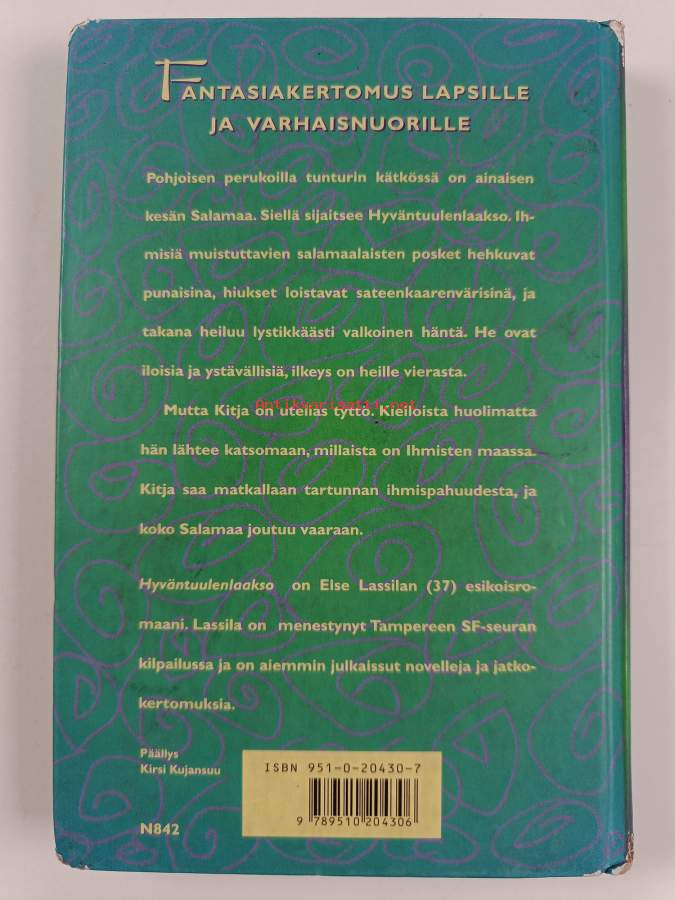 FANTASIAKERTOMUS LAPSILLE
JA VARHAISNUORILLE
Pohjoisen perukoilla tunturin kätkössä on ainaisen
kesän Salamaa. Siellä sijaitsee Hyväntuulenlaakso. Ih-
misiä muistuttavien salamaalaisten posket hehkuvat
punaisina, hiukset loistavat sateenkaarenvärisinä, ja
takana heiluu lystikkäästi valkoinen häntä. He ovat
iloisia ja ystävällisiä, ilkeys on heille vierasta.
Antikvariaatti.net
Mutta Kitja on utelias tyttö. Kielloista huolimatta
hän lähtee katsomaan, millaista on Ihmisten maassa.
Kitja saa matkallaan tartunnan ihmispahuudesta, ja
koko Salamaa joutuu vaaraan.
Hyväntuulenlaakso on Else Lassilan (37) esikoisro-
maani. Lassila on menestynyt Tampereen SF-seuran
kilpailussa ja on aiemmin julkaissut novelleja ja jatko-
kertomuksia.
Päällys
Kirsi Kujansuu
N842
ISBN 951-0-20430-7
9 789510 204306